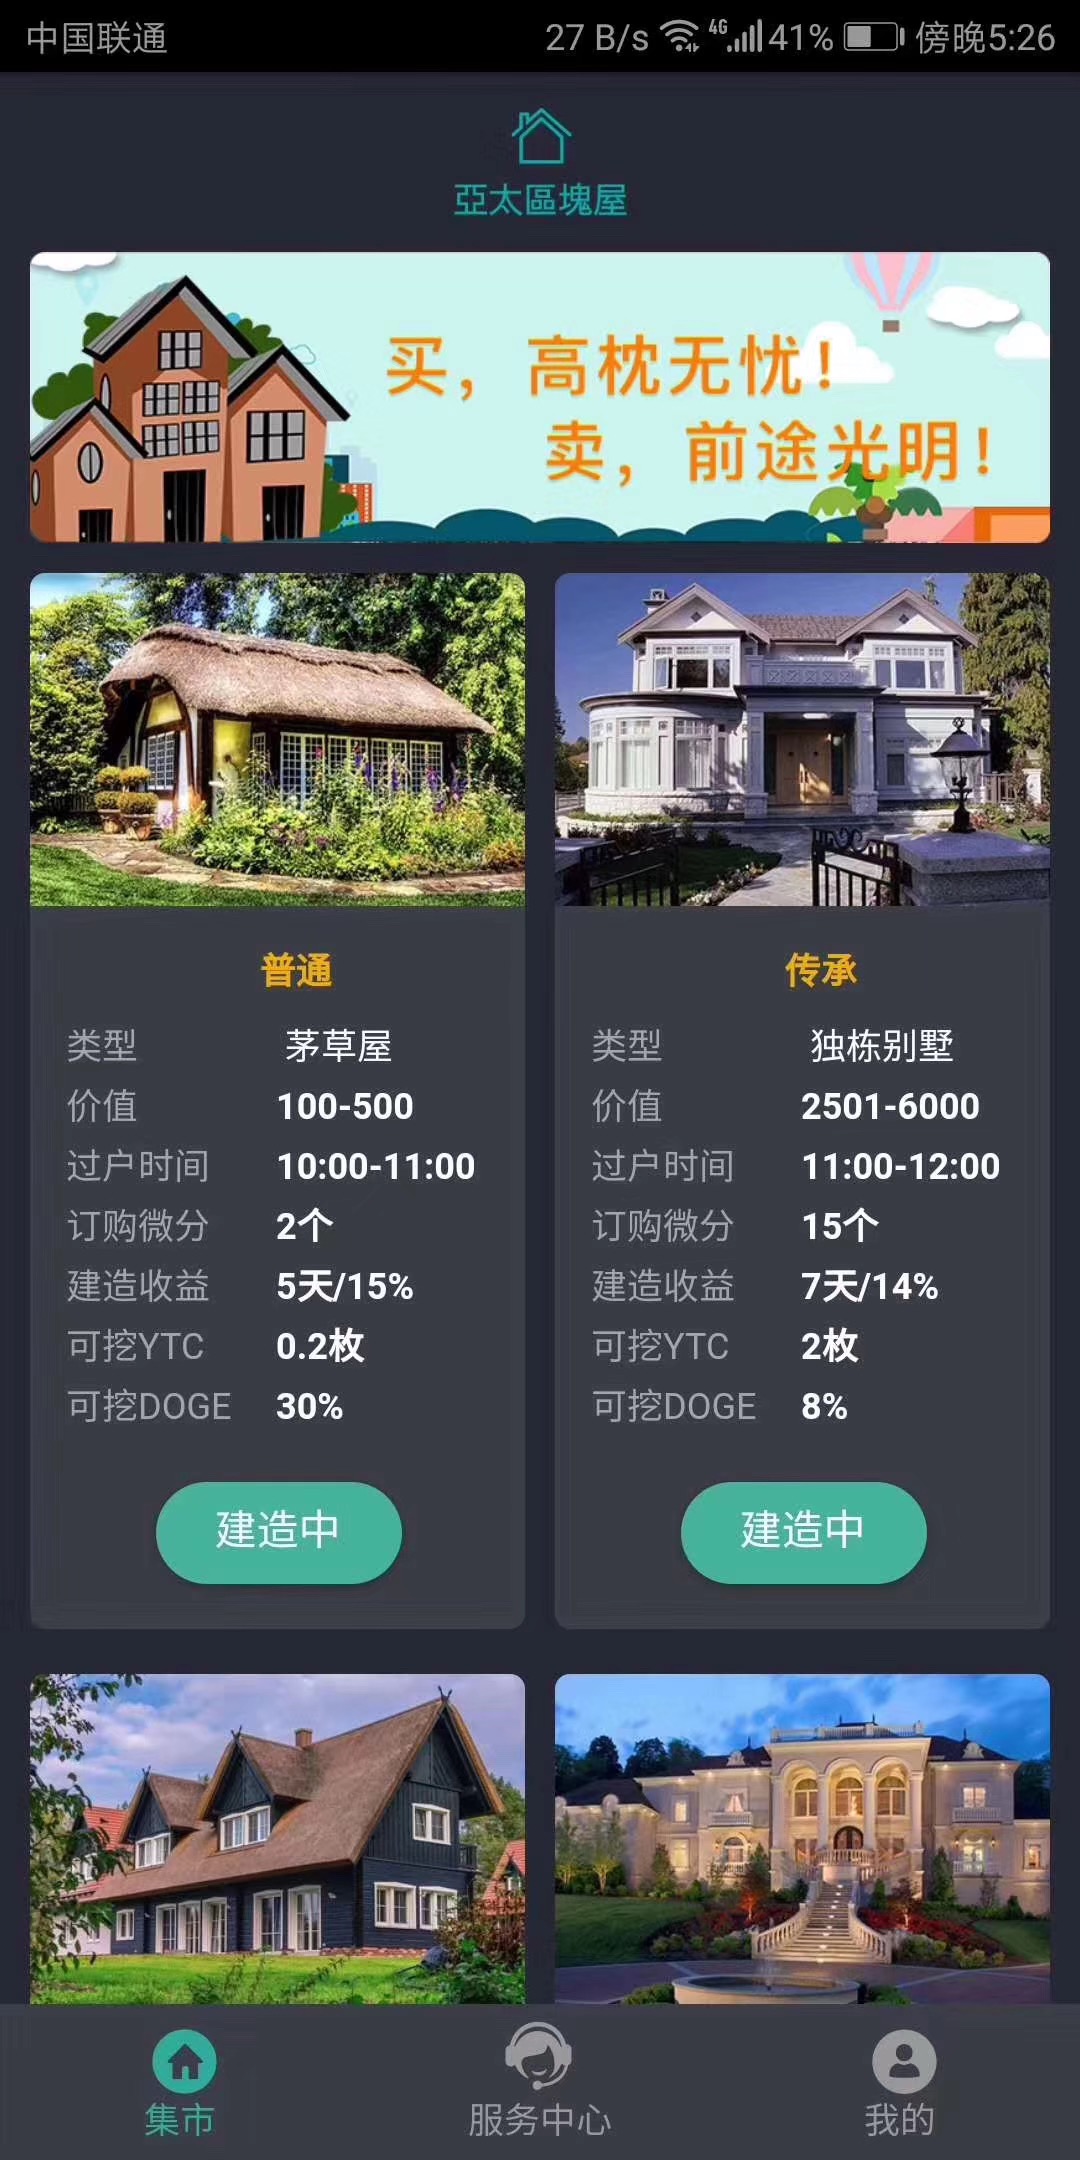 中国联通
27 B/s 4G 41% 傍晚5:26
亞太區塊屋
买，高枕无忧！
卖，前途光明！
普通
类型 茅草屋
价值 100-500
过户时间 10:00-11:00
订购微分 2个
建造收益 5天/15%
可挖YTC 0.2枚
可挖DOGE 30%
建造中
传承
类型 独栋别墅
价值 2501-6000
过户时间 11:00-12:00
订购微分 15个
建造收益 7天/14%
可挖YTC 2枚
可挖DOGE 8%
建造中
集市
服务中心
我的